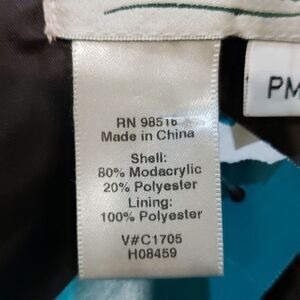 PM
RN 98516
Made in China
Shell:
80% Modacrylic
20% Polyester
Lining:
100% Polyester
V#C1705
H08459